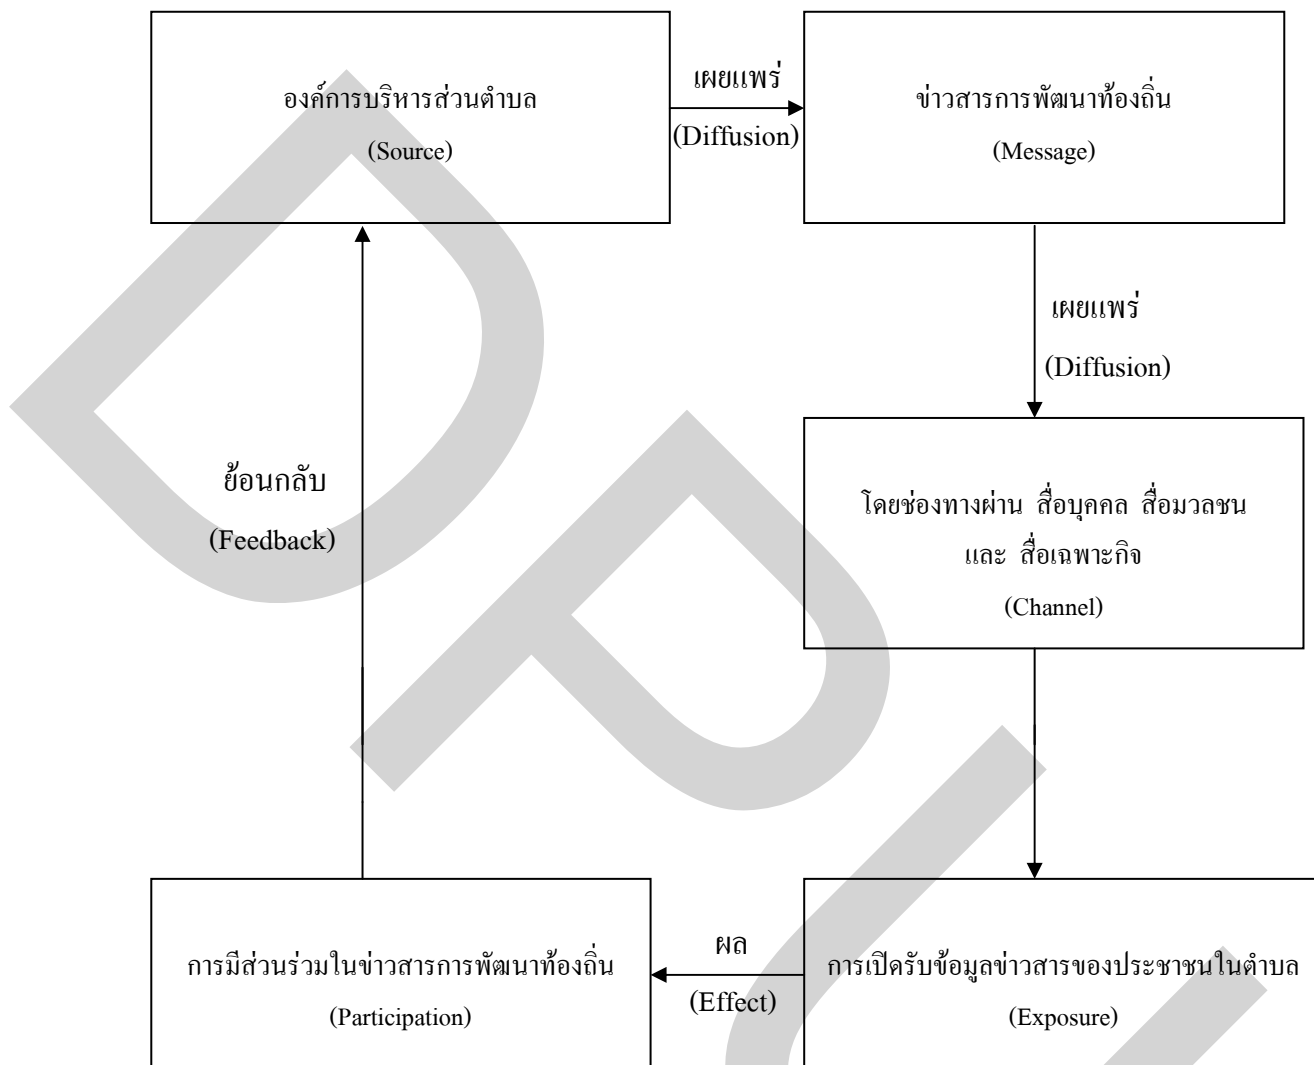 องค์การบริหารส่วนตำบล
(Source)
เผยแพร่
(Diffusion)
ข่าวสารการพัฒนาท้องถิ่น
(Message)
เผยแพร่
(Diffusion)
โดยช่องทางผ่าน สื่อบุคคล สื่อมวลชน
และ สื่อเฉพาะกิจ
(Channel)
ย้อนกลับ
(Feedback)
การมีส่วนร่วมในข่าวสารการพัฒนาท้องถิ่น
(Participation)
ผล
(Effect)
การเปิดรับข้อมูลข่าวสารของประชาชนในตำบล
(Exposure)
DPU